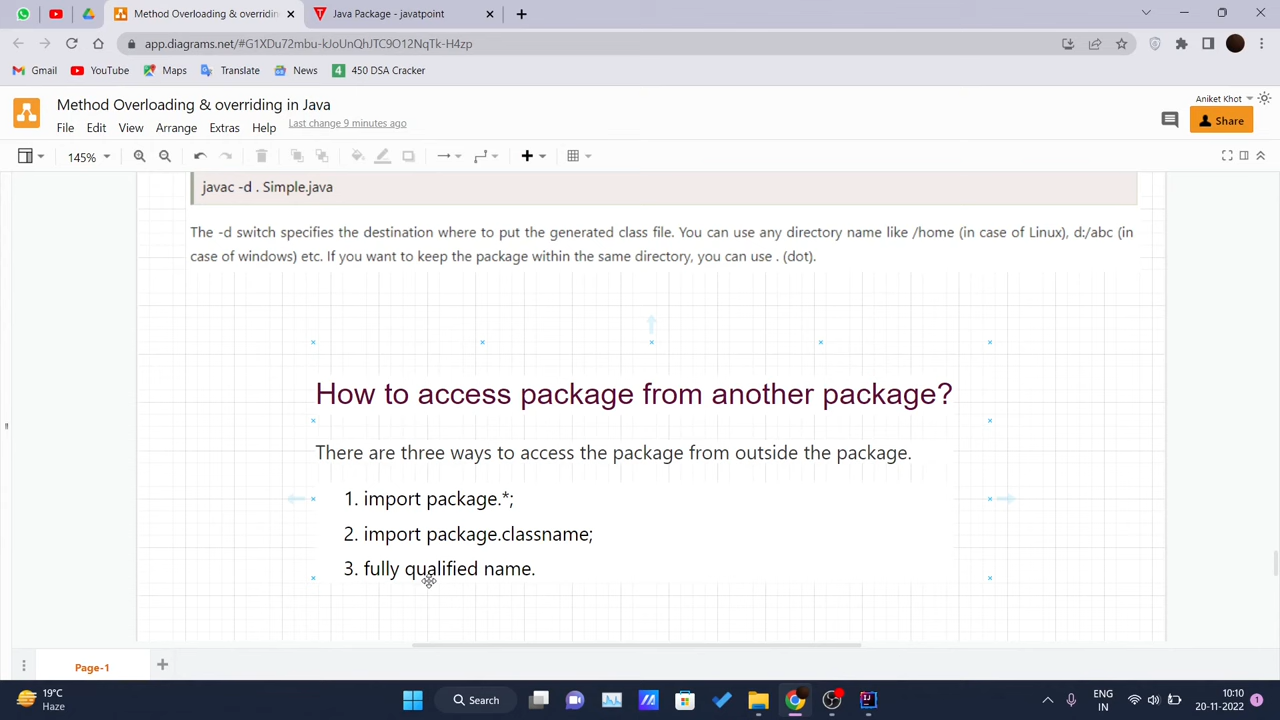 Method Overloading & overridin
Java Package - javatpoint
app.diagrams.net/#G1XDu72mbu-kJoUnQhJTC9O12NqTk-H4zp
Gmail
YouTube
Maps
Translate
News
4 450 DSA Cracker
Method Overloading & overriding in Java
Aniket Khot
File Edit View Arrange Extras Help Last change 9 minutes ago
Share
145%
javac -d . Simple.java
The -d switch specifies the destination where to put the generated class file. You can use any directory name like /home (in case of Linux), d:/abc (in
case of windows) etc. If you want to keep the package within the same directory, you can use . (dot).
How to access package from another package?
There are three ways to access the package from outside the package.
1. import package.*;
2. import package.classname;
3. fully qualified name.
Page-1
19°C
Haze
Search
ENG
IN
10:10
20-11-2022
1